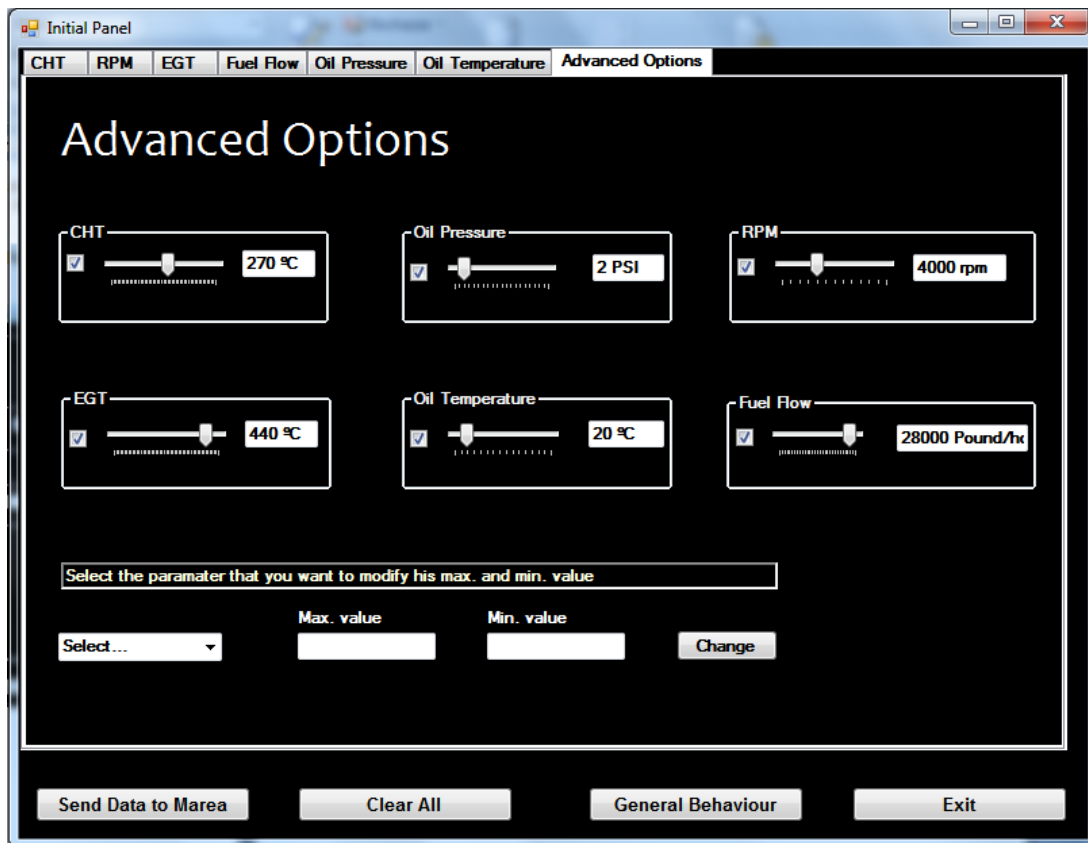 Initial Panel
CHT RPM EGT Fuel Flow Oil Pressure Oil Temperature Advanced Options
Advanced Options
CHT
270 ºC
Oil Pressure
2 PSI
RPM
4000 rpm
EGT
440 ºC
Oil Temperature
20 ºC
Fuel Flow
28000 Pound/ho
Select the paramater that you want to modify his max. and min. value
Max. value Min. value
Select... Change
Send Data to Marea Clear All General Behaviour Exit